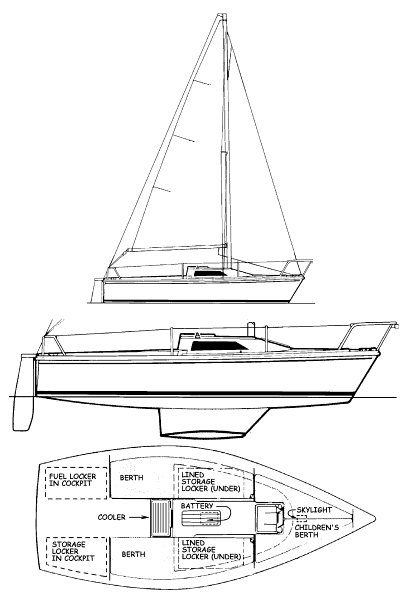 FUEL LOCKER
IN COCKPIT
BERTH
LINED
STORAGE
LOCKER (UNDER)
BATTERY
COOLER
SKYLIGHT
CHILDREN'S
BERTH
STORAGE
LOCKER
IN COCKPIT
BERTH
LINED
STORAGE
LOCKER (UNDER)